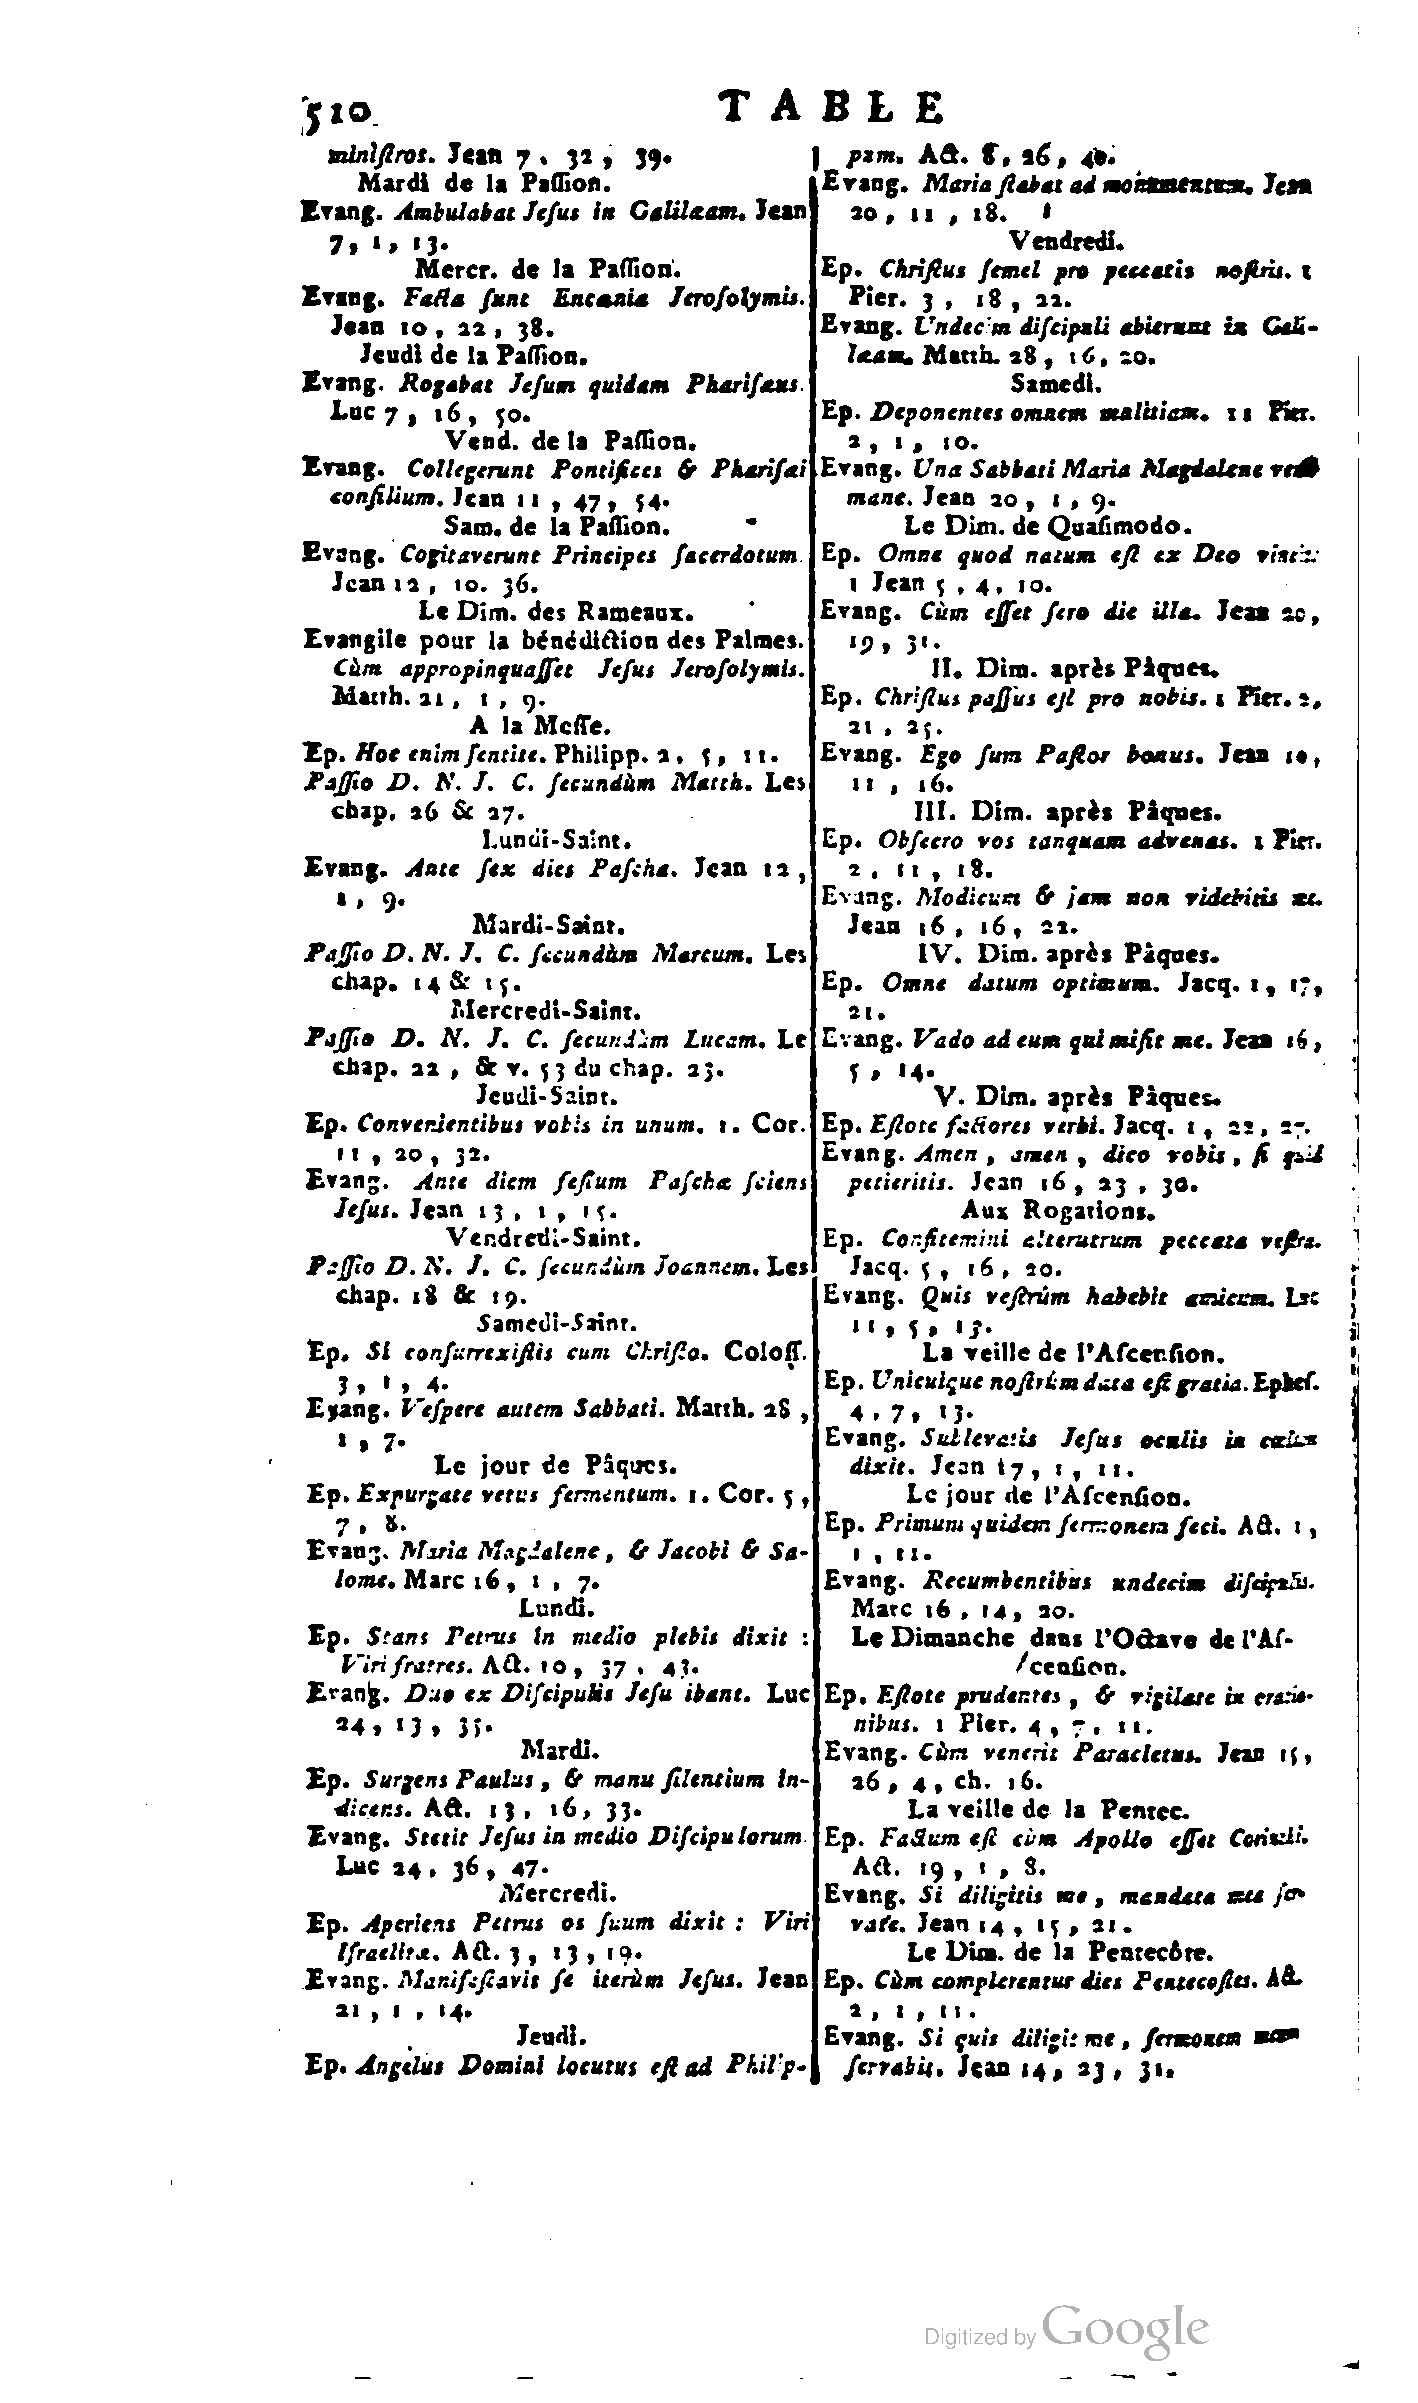 510
TABLE
miniſtros. Jean 7, 32, 39.
Mardi de la Paſſion.
Evang. Ambulabat Jeſus in Galilæam. Jean
7, 1, 13.
Mercr. de la Paſſion.
Evang. Facta ſunt Encænia Jeroſolymis.
Jean 10, 22, 38.
Jeudi de la Paſſion.
Evang. Rogabat Jeſum quidam Phariſæus.
Luc 7, 16, 50.
Vend. de la Paſſion.
Evang. Collegerunt Pontifices & Phariſæi
conſilium. Jean 11, 47, 54.
Sam. de la Paſſion.
Evang. Cogitaverunt Principes ſacerdotum.
Jean 12, 10. 36.
Le Dim. des Rameaux.
Evangile pour la bénédiction des Palmes.
Cùm appropinquaſſet Jeſus Jeroſolymis.
Matth. 21, 1, 9.
A la Meſſe.
Ep. Hoc enim ſentite. Philipp. 2, 5, 11.
Paſſio D. N. J. C. ſecundùm Matth. Les
chap. 26 & 27.
Lundi-Saint.
Evang. Ante ſex dies Paſcha. Jean 12,
1, 9.
Mardi-Saint.
Paſſio D. N. J. C. ſecundùm Marcum. Les
chap. 14 & 15.
Mercredi-Saint.
Paſſio D. N. J. C. ſecundùm Lucam. Le
chap. 22, & v. 53 du chap. 23.
Jeudi-Saint.
Ep. Convenientibus vobis in unum. 1. Cor.
11, 20, 32.
Evang. Ante diem feſtum Paſchæ ſciens
Jeſus. Jean 13, 1, 15.
Vendredi-Saint.
Paſſio D. N. J. C. ſecundùm Joannem. Les
chap. 18 & 19.
Samedi-Saint.
Ep. Si conſurrexiſtis cum Chriſto. Coloſſ.
3, 1, 4.
Evang. Veſpere autem Sabbati. Matth. 28,
1, 7.
Le jour de Pâques.
Ep. Expurgate vetus fermentum. 1. Cor. 5,
7, 8.
Evang. Maria Magdalene, & Jacobi & Sa-
lome. Marc 16, 1, 7.
Lundi.
Ep. Stans Petrus in medio plebis dixit :
Viri fratres. Act. 10, 37, 43.
Evang. Duo ex Diſcipulis Jeſu ibant. Luc
24, 13, 35.
Mardi.
Ep. Surgens Paulus, & manu ſilentium in-
dicens. Act. 13, 16, 33.
Evang. Stetit Jeſus in medio Diſcipulorum.
Luc 24, 36, 47.
Mercredi.
Ep. Aperiens Petrus os ſuum dixit : Viri
Iſraelitæ. Act. 3, 13, 19.
Evang. Manifeſtavit ſe iterùm Jeſus. Jean
21, 1, 14.
Jeudi.
Ep. Angelus Domini locutus eſt ad Philip-
pum. Act. 8, 26, 40.
Evang. Maria ſtabat ad monumentum. Jean
20, 11, 18.
Vendredi.
Ep. Chriſtus ſemel pro peccatis noſtris. 1
Pier. 3, 18, 22.
Evang. Undecim diſcipuli abierunt in Gali-
læam. Matth. 28, 16, 20.
Samedi.
Ep. Deponentes omnem malitiam. 11 Pier.
2, 1, 10.
Evang. Una Sabbati Maria Magdalene venit
mane. Jean 20, 1, 9.
Le Dim. de Quaſimodo.
Ep. Omne quod natum eſt ex Deo vincit.
1 Jean 5, 4, 10.
Evang. Cùm eſſet ſero die illa. Jean 20,
19, 31.
II. Dim. après Pâques.
Ep. Chriſtus paſſus eſt pro nobis. 1 Pier. 2,
21, 25.
Evang. Ego ſum Paſtor bonus. Jean 10,
11, 16.
III. Dim. après Pâques.
Ep. Obſecro vos tanquam advenas. 1 Pier.
2, 11, 18.
Evang. Modicum & jam non videbitis me.
Jean 16, 16, 22.
IV. Dim. après Pâques.
Ep. Omne datum optimum. Jacq. 1, 17,
21.
Evang. Vado ad eum qui miſit me. Jean 16,
5, 14.
V. Dim. après Pâques.
Ep. Eſtote factores verbi. Jacq. 1, 22, 27.
Evang. Amen, amen, dico vobis, ſi quid
petieritis. Jean 16, 23, 30.
Aux Rogations.
Ep. Confitemini alterutrum peccata veſtra.
Jacq. 5, 16, 20.
Evang. Quis veſtrûm habebit amicum. Luc
11, 5, 13.
La veille de l'Aſcenſion.
Ep. Unicuique noſtrûm data eſt gratia. Epheſ.
4, 7, 13.
Evang. Sublevatis Jeſus oculis in cœlum
dixit. Jean 17, 1, 11.
Le jour de l'Aſcenſion.
Ep. Primum quidem ſermonem feci. Act. 1,
1, 11.
Evang. Recumbentibus undecim diſcipulis.
Marc 16, 14, 20.
Le Dimanche dans l'Octave de l'Aſ-
cenſion.
Ep. Eſtote prudentes, & vigilate in oratio-
nibus. 1 Pier. 4, 7, 11.
Evang. Cùm venerit Paracletus. Jean 15,
26, 4, ch. 16.
La veille de la Pentec.
Ep. Factum eſt cùm Apollo eſſet Corinthi.
Act. 19, 1, 8.
Evang. Si diligitis me, mandata mea ſer-
vate. Jean 14, 15, 21.
Le Dim. de la Pentecôte.
Ep. Cùm complerentur dies Pentecoſtes. Act.
2, 1, 11.
Evang. Si quis diligit me, ſermonem meum
ſervabit. Jean 14, 23, 31.
Digitized by Google